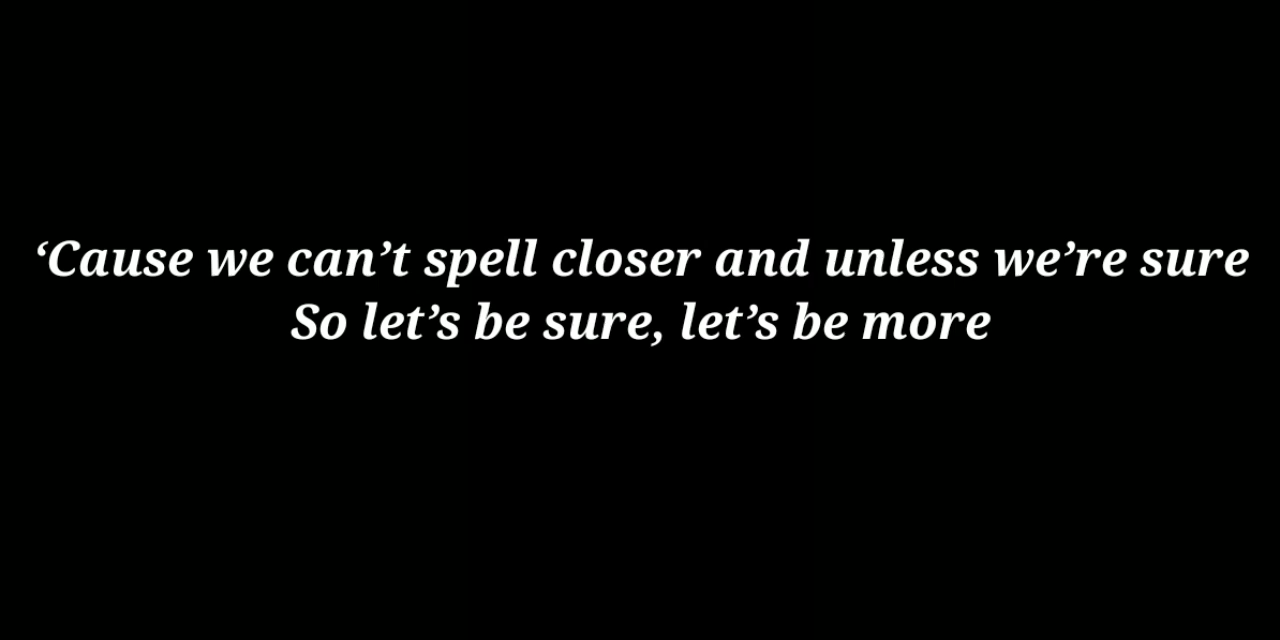 ‘Cause we can’t spell closer and unless we’re sure
So let’s be sure, let’s be more